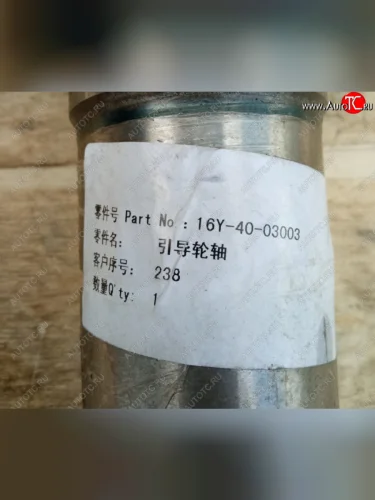 AutoTC.RU
零件号 Part No：16Y-40-03003
零件名： 引导轮轴
客户序号： 238
数量Q'ty: 1